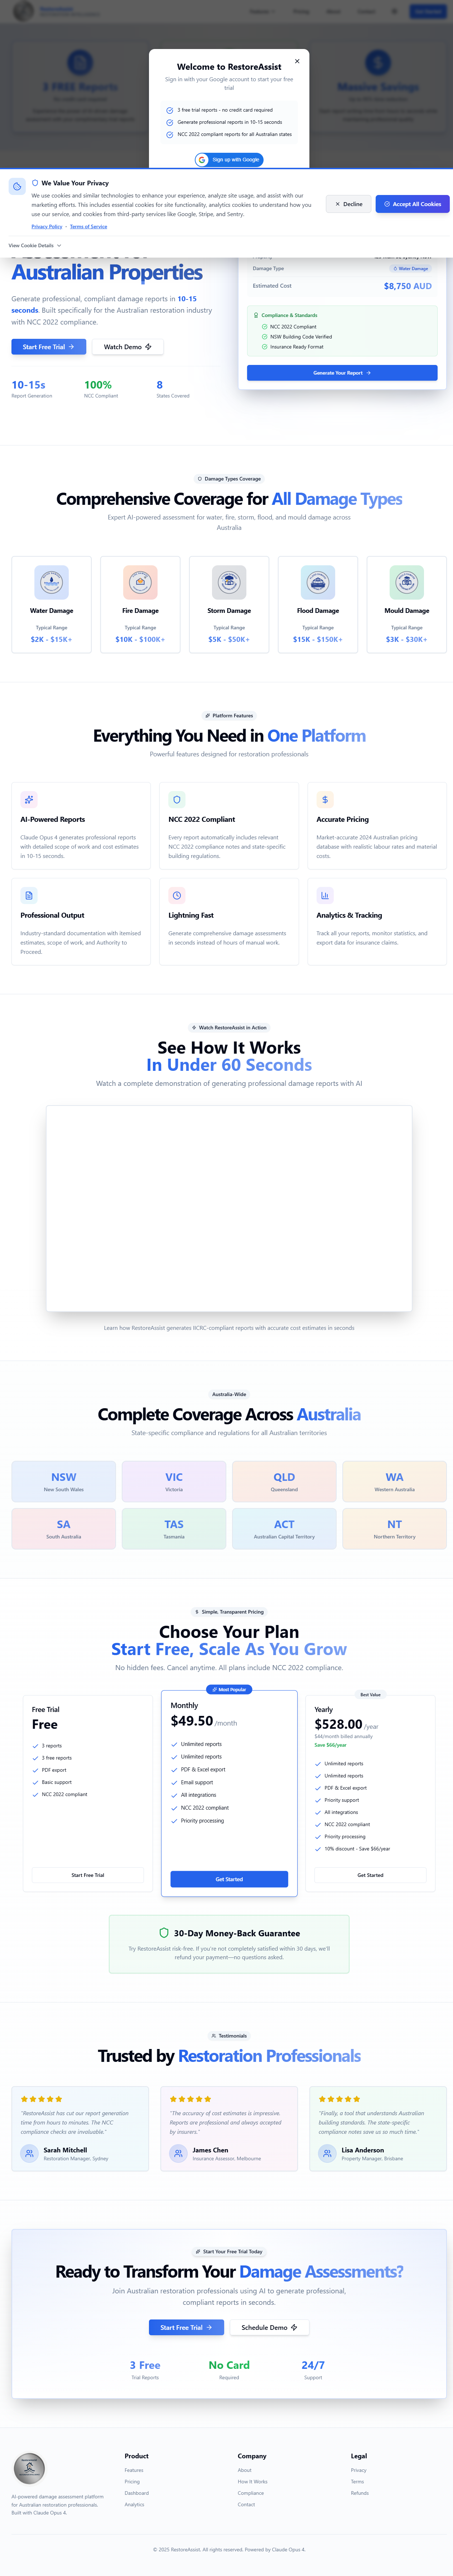 RestoreAssist
Features
Pricing
About
Contact
3 FREE Reports
Massive Savings
Welcome to RestoreAssist
Sign in with your Google account to start your free
trial
3 free trial reports - no credit card required
Generate professional reports in 10-15 seconds
NCC 2022 compliant reports for all Australian states
Sign up with Google
We Value Your Privacy
We use cookies and similar technologies to enhance your experience, analyze site usage, and assist with our
marketing efforts. This includes essential cookies for site functionality, analytics cookies to understand how you
use our service, and cookies from third-party services like Google, Stripe, and Sentry.
Privacy Policy • Terms of Service
Decline
Accept All Cookies
View Cookie Details
Australian Properties
Generate professional, compliant damage reports in 10-15
seconds. Built specifically for the Australian restoration industry
with NCC 2022 compliance.
Start Free Trial
Watch Demo
10-15s
Report Generation
100%
NCC Compliant
8
States Covered
Damage Type
Water Damage
Estimated Cost
$8,750 AUD
Compliance & Standards
NCC 2022 Compliant
NSW Building Code Verified
Insurance Ready Format
Generate Your Report
Damage Types Coverage
Comprehensive Coverage for All Damage Types
Expert AI-powered assessment for water, fire, storm, flood, and mould damage across
Australia
Water Damage
Typical Range
$2K - $15K+
Fire Damage
Typical Range
$10K - $100K+
Storm Damage
Typical Range
$5K - $50K+
Flood Damage
Typical Range
$15K - $150K+
Mould Damage
Typical Range
$3K - $30K+
Platform Features
Everything You Need in One Platform
Powerful features designed for restoration professionals
AI-Powered Reports
Claude Opus 4 generates professional reports
with detailed scope of work and cost estimates
in 10-15 seconds.
NCC 2022 Compliant
Every report automatically includes relevant
NCC 2022 compliance notes and state-specific
building regulations.
Accurate Pricing
Market-accurate 2024 Australian pricing
database with realistic labour rates and material
costs.
Professional Output
Industry-standard documentation with itemised
estimates, scope of work, and Authority to
Proceed.
Lightning Fast
Generate comprehensive damage assessments
in seconds instead of hours of manual work.
Analytics & Tracking
Track all your reports, monitor statistics, and
export data for insurance claims.
Watch RestoreAssist in Action
See How It Works
In Under 60 Seconds
Watch a complete demonstration of generating professional damage reports with AI
Learn how RestoreAssist generates IICRC-compliant reports with accurate cost estimates in seconds
Australia-Wide
Complete Coverage Across Australia
State-specific compliance and regulations for all Australian territories
NSW
New South Wales
VIC
Victoria
QLD
Queensland
WA
Western Australia
SA
South Australia
TAS
Tasmania
ACT
Australian Capital Territory
NT
Northern Territory
Simple, Transparent Pricing
Choose Your Plan
Start Free, Scale As You Grow
No hidden fees. Cancel anytime. All plans include NCC 2022 compliance.
Free Trial
Free
3 reports
3 free reports
PDF export
Basic support
NCC 2022 compliant
Start Free Trial
Most Popular
Monthly
$49.50 /month
Unlimited reports
Unlimited reports
PDF & Excel export
Email support
All integrations
NCC 2022 compliant
Priority processing
Get Started
Best Value
Yearly
$528.00 /year
$44/month billed annually
Save $66/year
Unlimited reports
Unlimited reports
PDF & Excel export
Priority support
All integrations
NCC 2022 compliant
Priority processing
10% discount - Save $66/year
Get Started
30-Day Money-Back Guarantee
Try RestoreAssist risk-free. If you're not completely satisfied within 30 days, we'll
refund your payment—no questions asked.
Testimonials
Trusted by Restoration Professionals
"RestoreAssist has cut our report generation
time from hours to minutes. The NCC
compliance checks are invaluable."
Sarah Mitchell
Restoration Manager, Sydney
"The accuracy of cost estimates is impressive.
Reports are professional and always accepted
by insurers."
James Chen
Insurance Assessor, Melbourne
"Finally, a tool that understands Australian
building standards. The state-specific
compliance notes save us so much time."
Lisa Anderson
Property Manager, Brisbane
Start Your Free Trial Today
Ready to Transform Your Damage Assessments?
Join Australian restoration professionals using AI to generate professional,
compliant reports in seconds.
Start Free Trial
Schedule Demo
3 Free
Trial Reports
No Card
Required
24/7
Support
AI-powered damage assessment platform
for Australian restoration professionals.
Built with Claude Opus 4.
Product
Features
Pricing
Dashboard
Analytics
Company
About
How It Works
Compliance
Contact
Legal
Privacy
Terms
Refunds
© 2025 RestoreAssist. All rights reserved. Powered by Claude Opus 4.